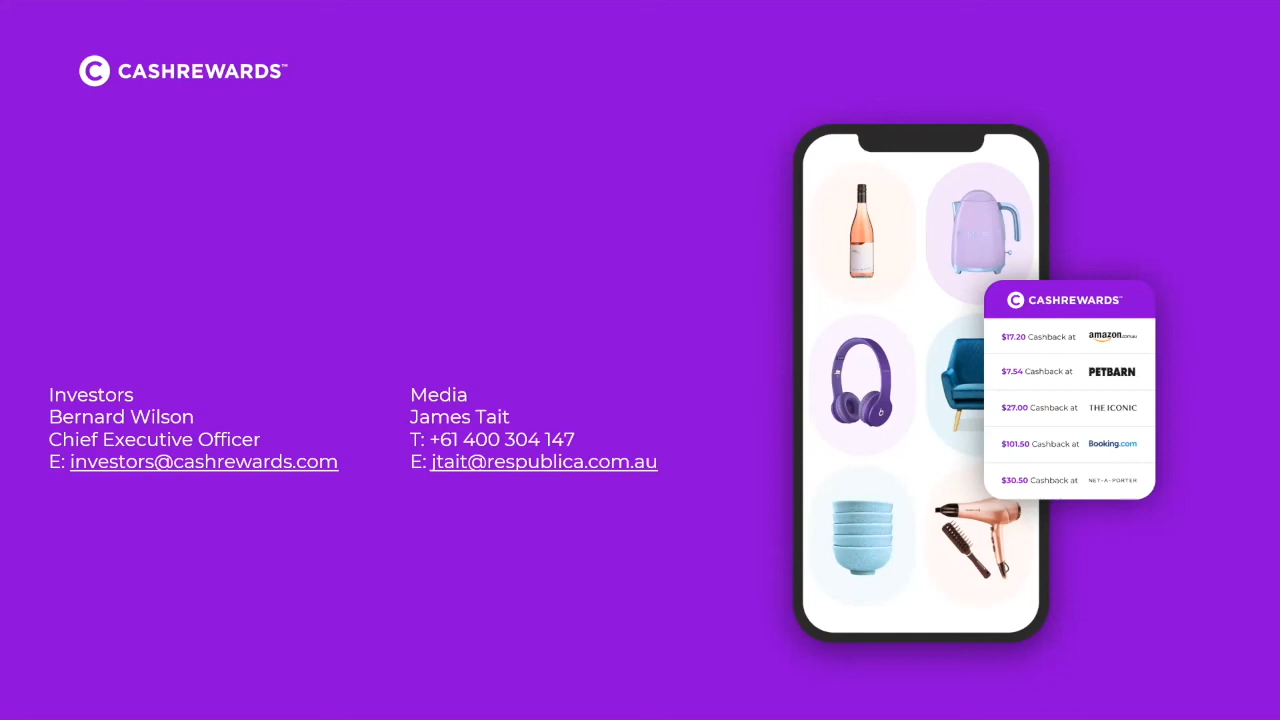 CASHREWARDS™
Investors
Bernard Wilson
Chief Executive Officer
E: investors@cashrewards.com
Media
James Tait
T: +61 400 304 147
E: jtait@respublica.com.au
CASHREWARDS™
$17.20 Cashback at amazon.com.au
$7.54 Cashback at PETBARN
$27.00 Cashback at THE ICONIC
$101.50 Cashback at Booking.com
$30.50 Cashback at NET-A-PORTER